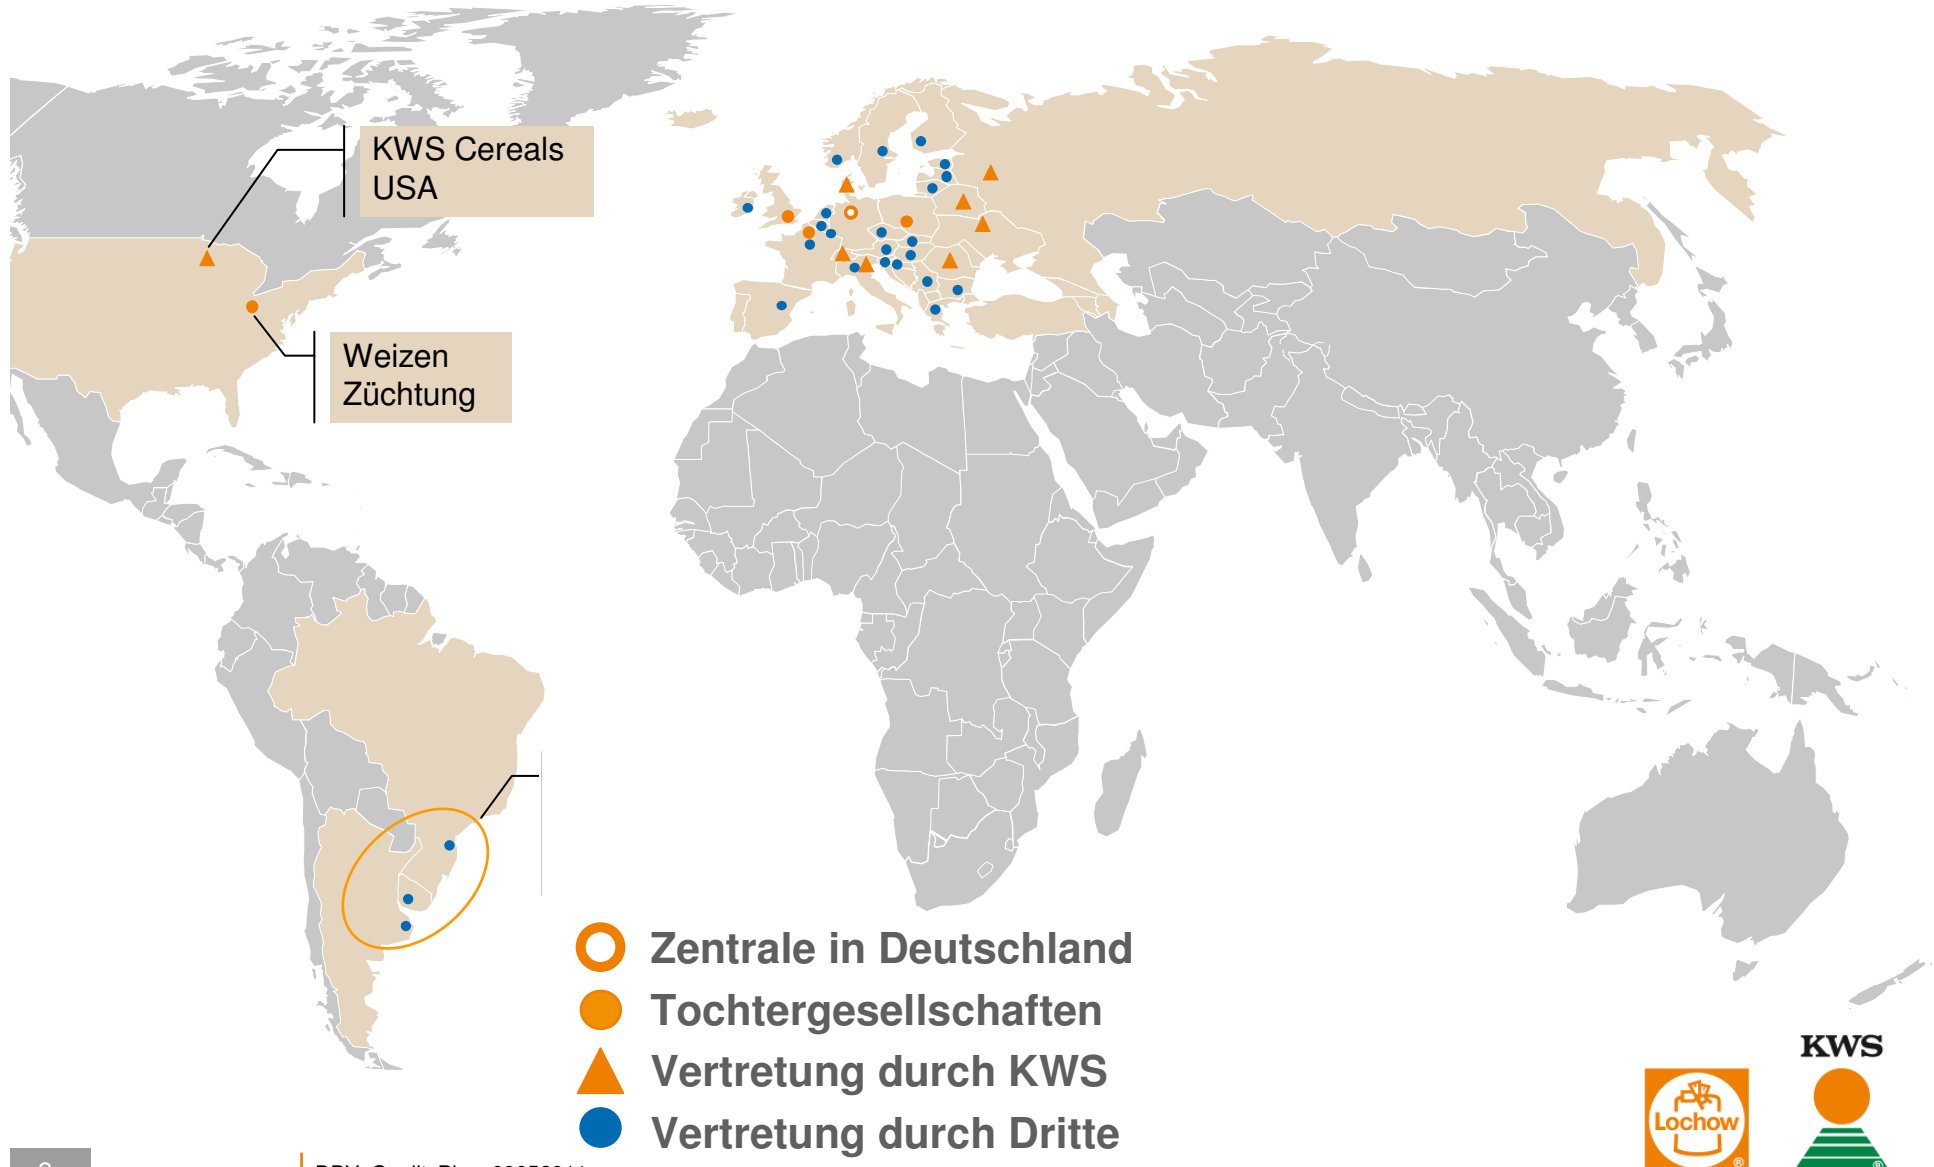 KWS Cereals
USA
Weizen
Züchtung
Zentrale in Deutschland
Tochtergesellschaften
Vertretung durch KWS
Vertretung durch Dritte
KWS
Lochow
®
®